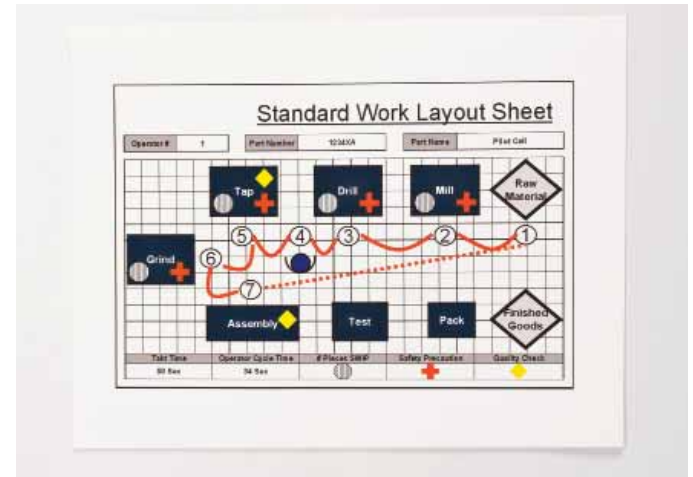 Standard Work Layout Sheet
Operator # 1 Part Number 1234XA Part Name Pilot Cell
Tap Drill Mill Raw
Material
5 4 3 2 1
Grind 6
7
Assembly Test Pack Finished
Goods
Takt Time Operator Cycle Time # Pieces SWIP Safety Precaution Quality Check
Sec 54 Sec